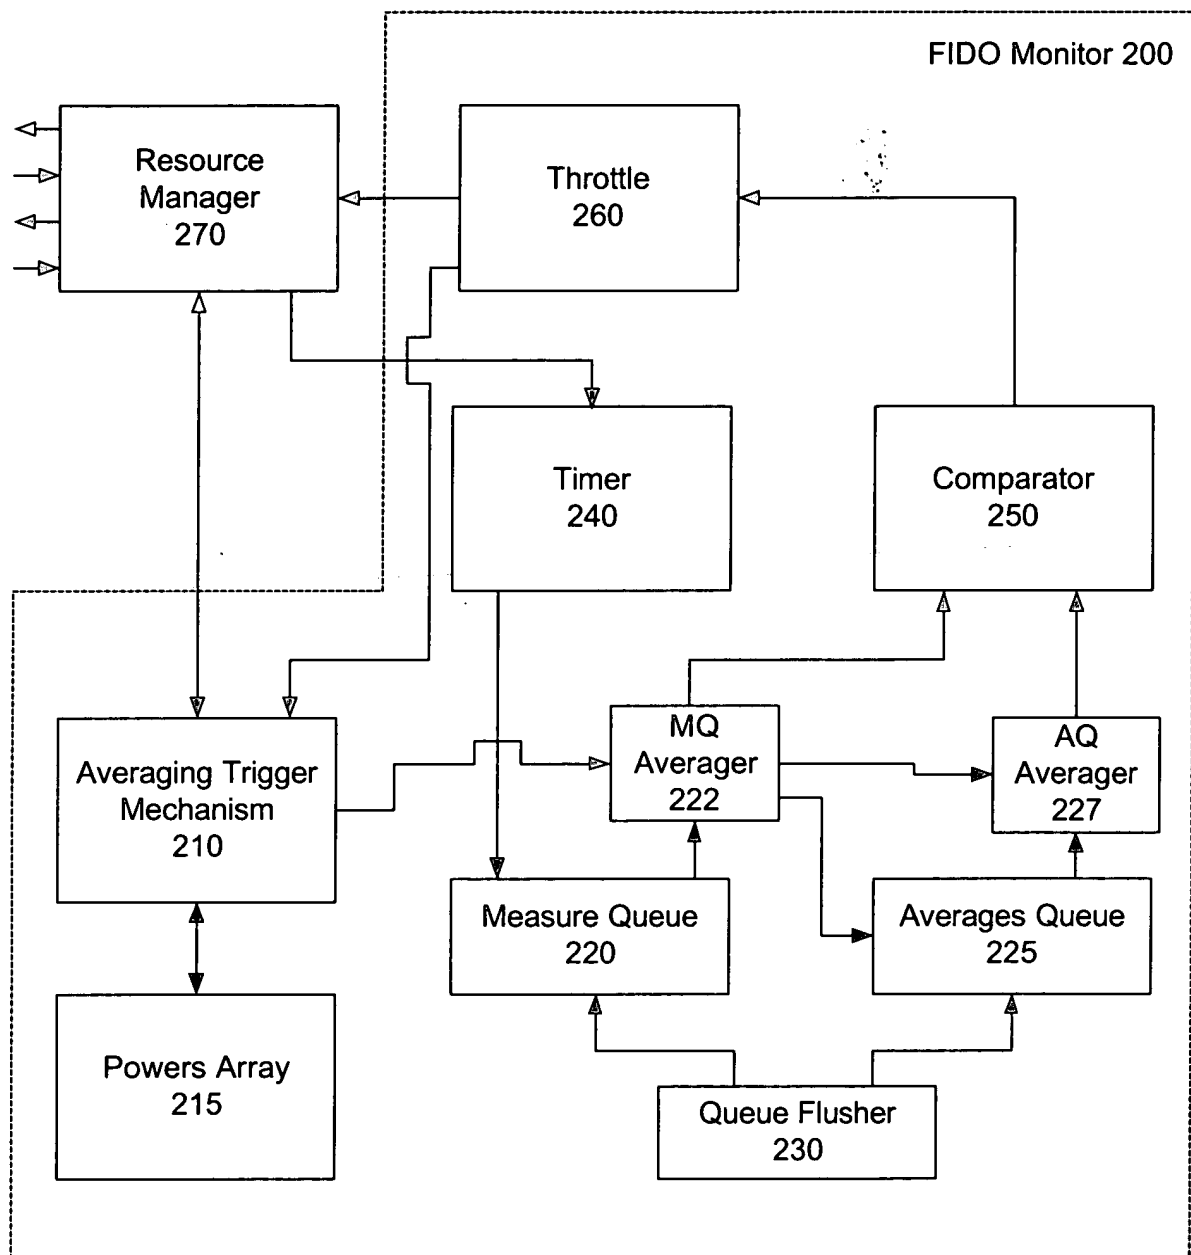 FIDO Monitor 200
Resource
Manager
270
Throttle
260
Timer
240
Comparator
250
Averaging Trigger
Mechanism
210
MQ
Averager
222
AQ
Averager
227
Measure Queue
220
Averages Queue
225
Powers Array
215
Queue Flusher
230